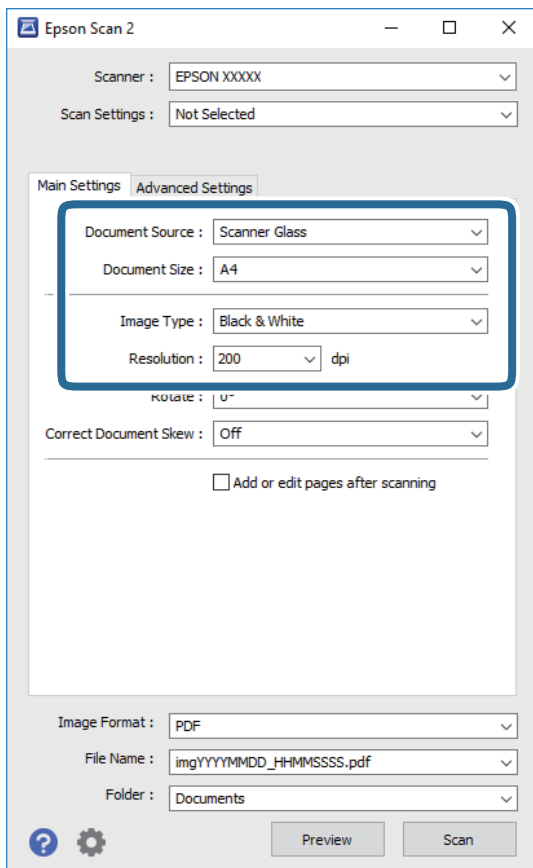 Epson Scan 2
Scanner : EPSON XXXXX
Scan Settings : Not Selected
Main Settings Advanced Settings
Document Source : Scanner Glass
Document Size : A4
Image Type : Black & White
Resolution : 200 dpi
Rotate : 0°
Correct Document Skew : Off
Add or edit pages after scanning
Image Format : PDF
File Name : imgYYYYMMDD_HHMMSSSS.pdf
Folder : Documents
? Preview Scan